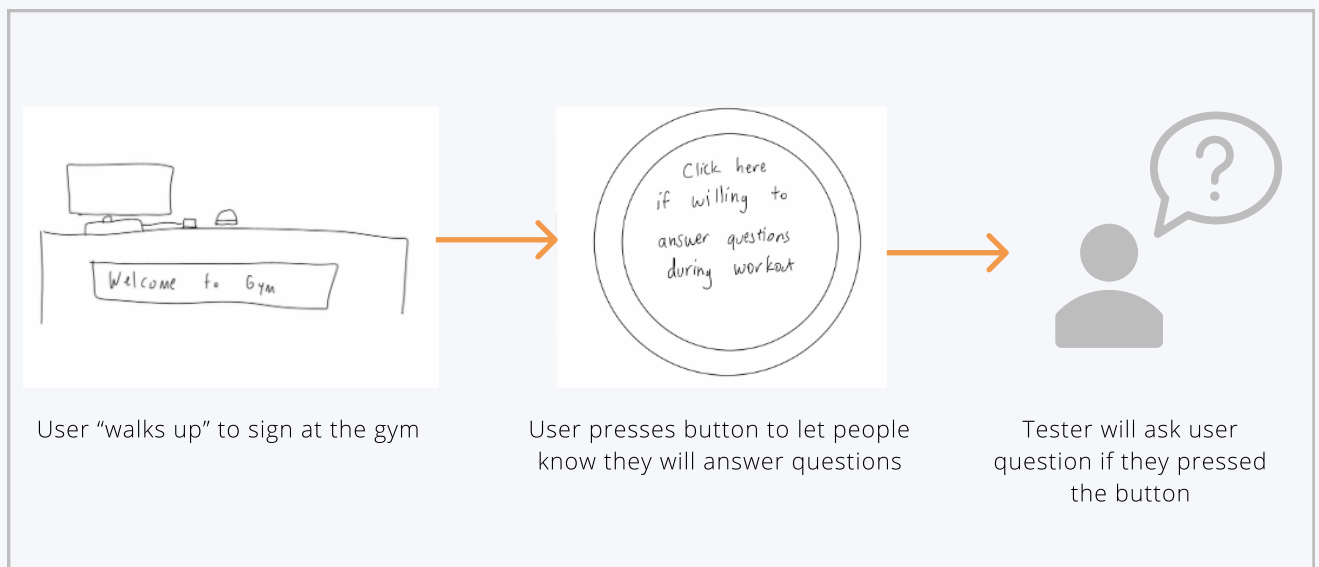 Welcome to Gym
Click here
if willing to
answer questions
during workout
?
User “walks up” to sign at the gym
User presses button to let people
know they will answer questions
Tester will ask user
question if they pressed
the button